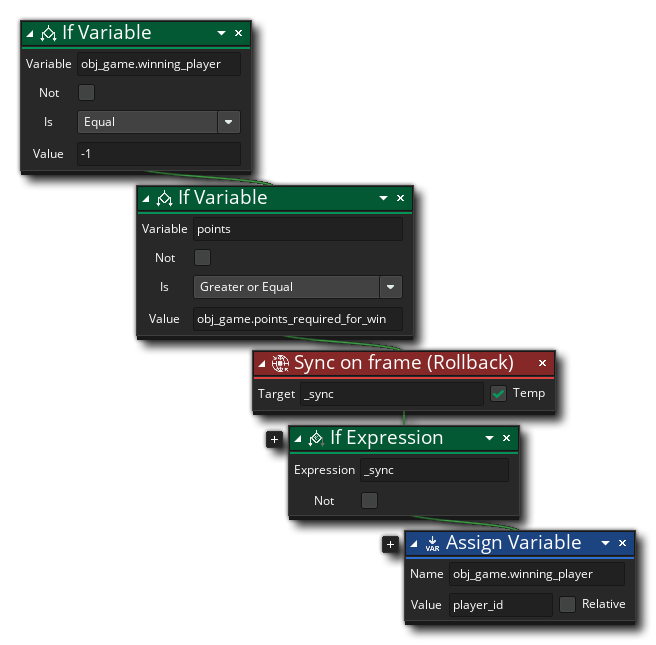 If Variable
Variable obj_game.winning_player
Not
Is Equal
Value -1
If Variable
Variable points
Not
Is Greater or Equal
Value obj_game.points_required_for_win
Sync on frame (Rollback)
Target _sync Temp
If Expression
Expression _sync
Not
VAR Assign Variable
Name obj_game.winning_player
Value player_id Relative